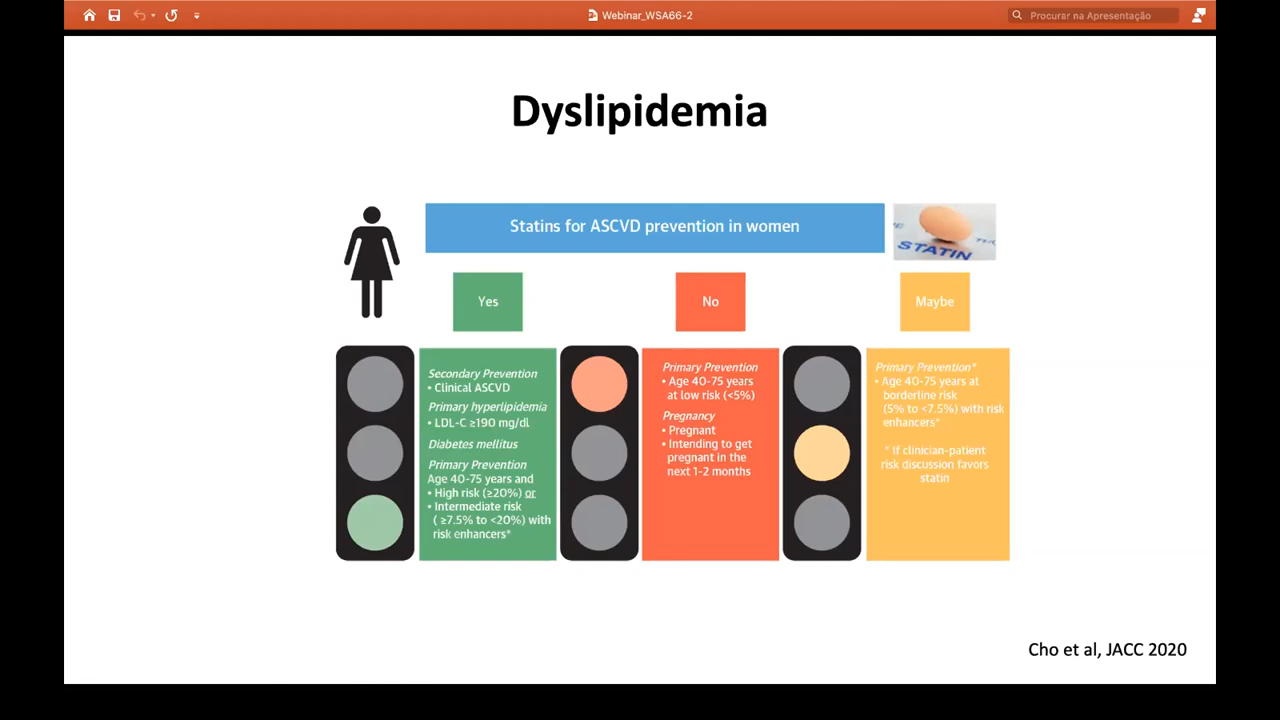 Webinar_WSA66-2
Procurar na Apresentação
Dyslipidemia
Statins for ASCVD prevention in women
STATIN
Yes
No
Maybe
Secondary Prevention
• Clinical ASCVD
Primary hyperlipidemia
• LDL-C ≥190 mg/dl
Diabetes mellitus
Primary Prevention
Age 40-75 years and
• High risk (≥20%) or
• Intermediate risk
( ≥7.5% to <20%) with
risk enhancers*
Primary Prevention
• Age 40-75 years
at low risk (<5%)
Pregnancy
• Pregnant
• Intending to get
pregnant in the
next 1-2 months
Primary Prevention*
• Age 40-75 years at
borderline risk
(5% to <7.5%) with risk
enhancers*
* If clinician-patient
risk discussion favors
statin
Cho et al, JACC 2020